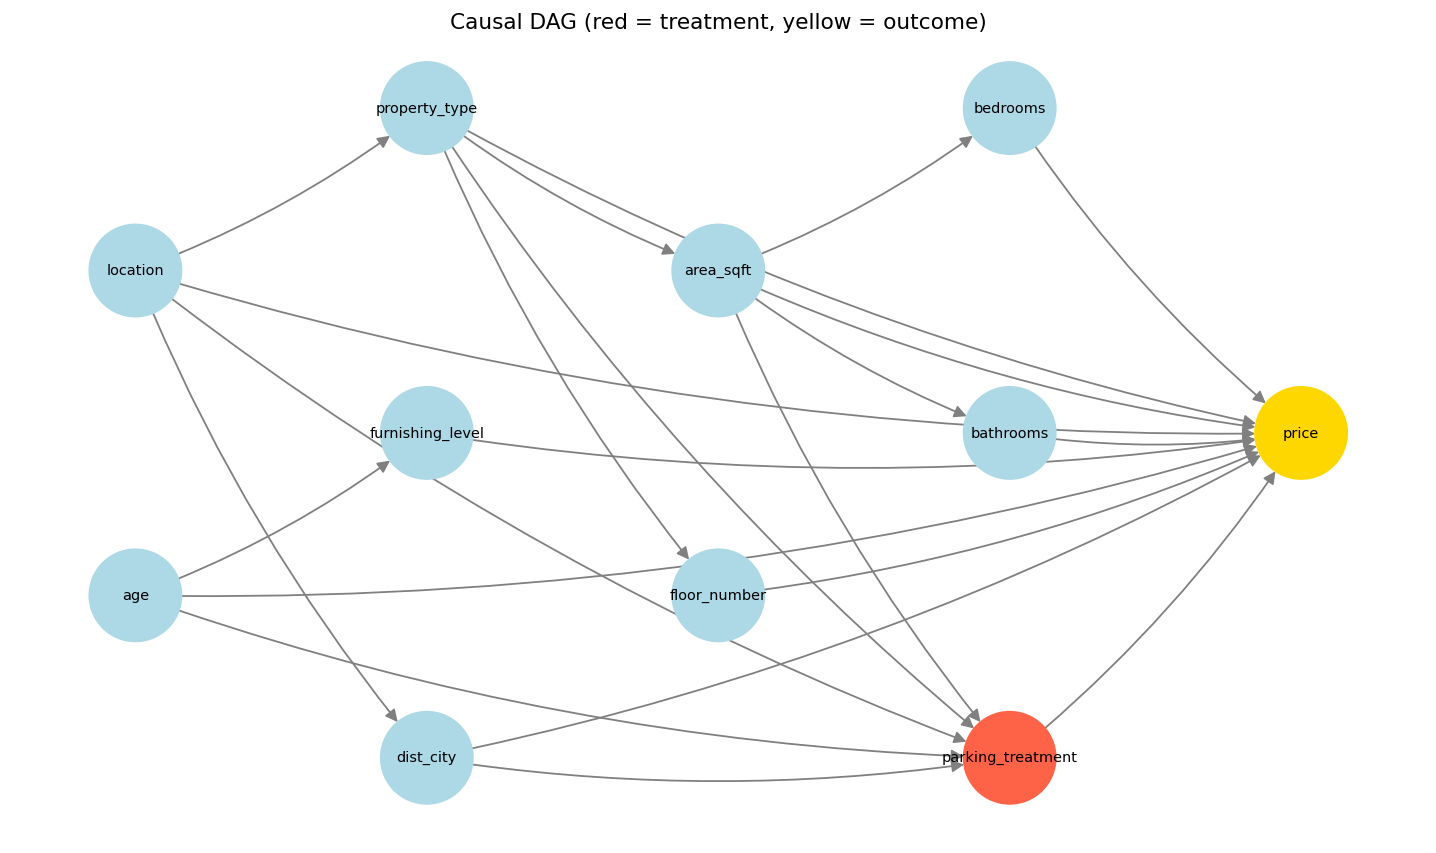 Causal DAG (red = treatment, yellow = outcome)
property_type
bedrooms
location
area_sqft
furnishing_level
bathrooms
price
age
floor_number
dist_city
parking_treatment